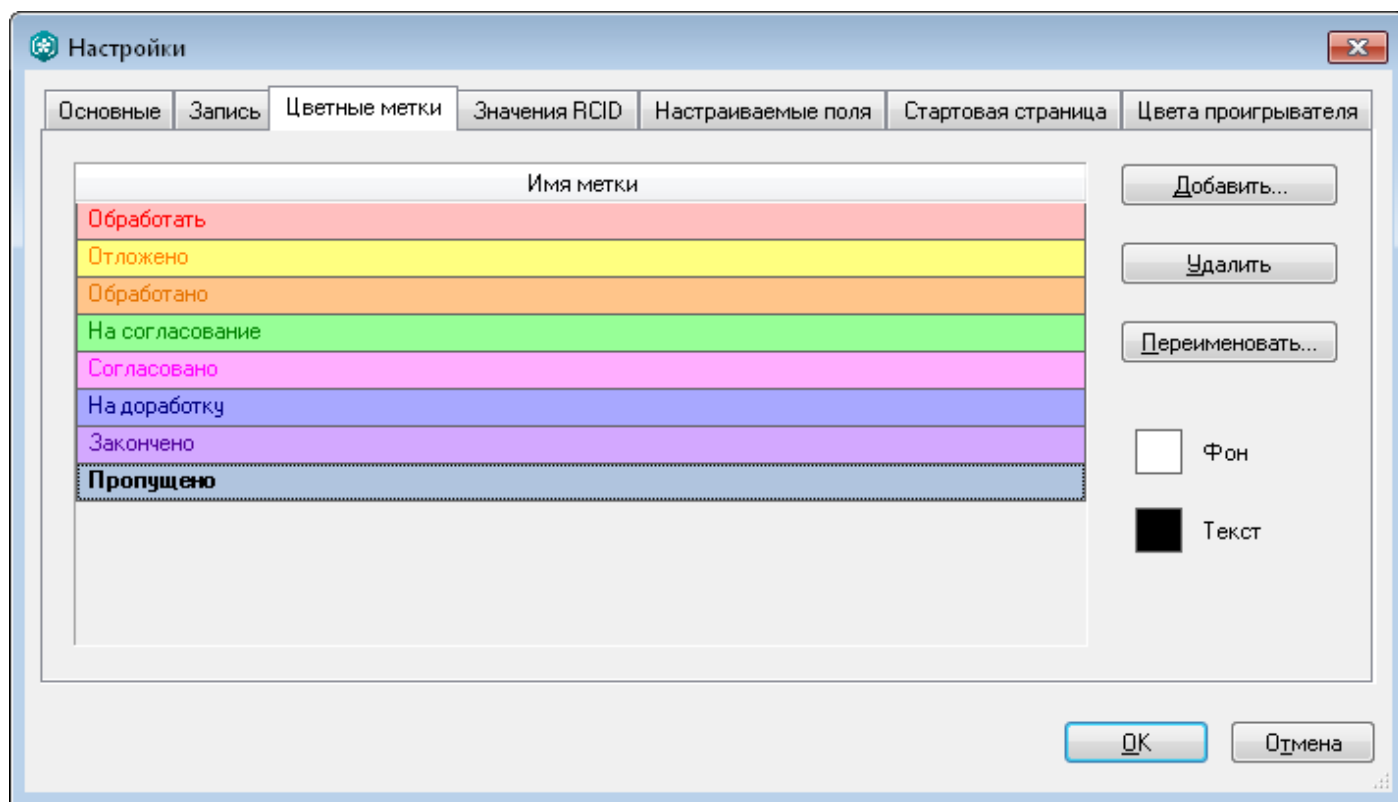 Настройки
Основные Запись Цветные метки Значения RCID Настраиваемые поля Стартовая страница Цвета проигрывателя
Имя метки
Добавить...
Обработать
Отложено
Удалить
Обработано
На согласование
Переименовать...
Согласовано
На доработку
Закончено
Фон
Пропущено
Текст
OK Отмена